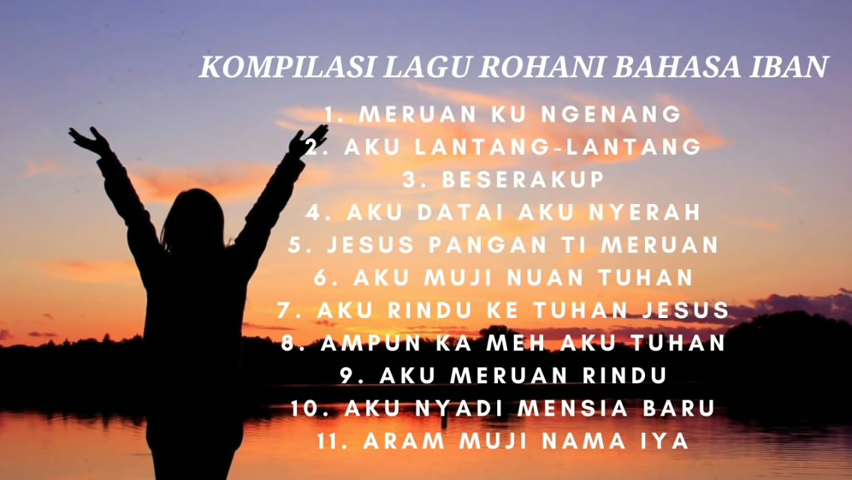 KOMPILASI LAGU ROHANI BAHASA IBAN
1. MERUAN KU NGENANG
2. AKU LANTANG-LANTANG
3. BESERAKUP
4. AKU DATAI AKU NYERAH
5. JESUS PANGAN TI MERUAN
6. AKU MUJI NUAN TUHAN
7. AKU RINDU KE TUHAN JESUS
8. AMPUN KA MEH AKU TUHAN
9. AKU MERUAN RINDU
10. AKU NYADI MENSIA BARU
11. ARAM MUJI NAMA IYA